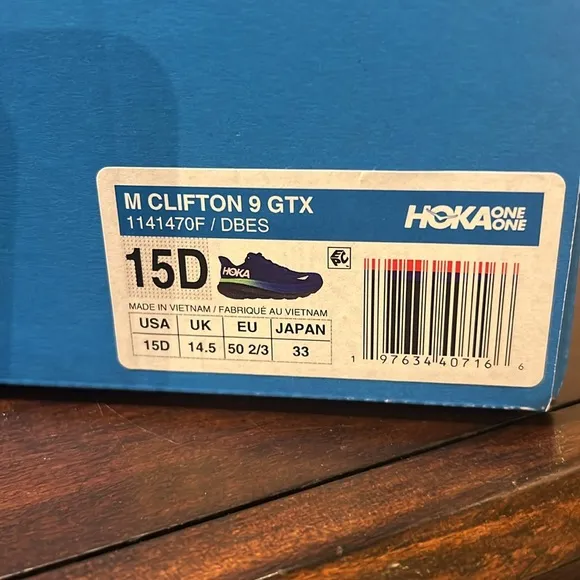 M CLIFTON 9 GTX
1141470F / DBES
HOKA ONE ONE
15D
HOKA
MADE IN VIETNAM / FABRIQUÉ AU VIETNAM
USA UK EU JAPAN
15D 14.5 50 2/3 33
1 97634 40716 6